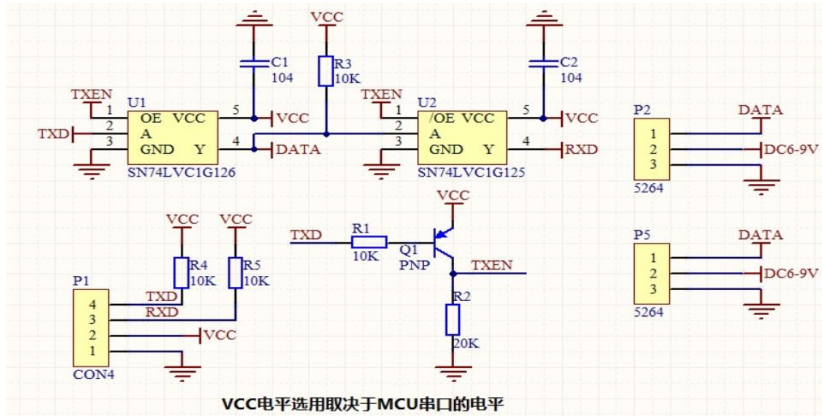 VCC
C1
104
R3
10K
C2
104
TXEN
U1
1
OE VCC
5
VCC
TXD
2
A
3
GND Y
4
DATA
SN74LVC1G126
TXEN
U2
1
/OE VCC
5
VCC
2
A
3
GND Y
4
RXD
SN74LVC1G125
P2
1
2
3
5264
DATA
DC6-9V
VCC
VCC
R4
10K
R5
10K
P1
4
3
2
1
CON4
TXD
RXD
VCC
VCC
TXD
R1
10K
Q1
PNP
TXEN
R2
20K
P5
1
2
3
5264
DATA
DC6-9V
VCC电平选用取决于MCU串口的电平